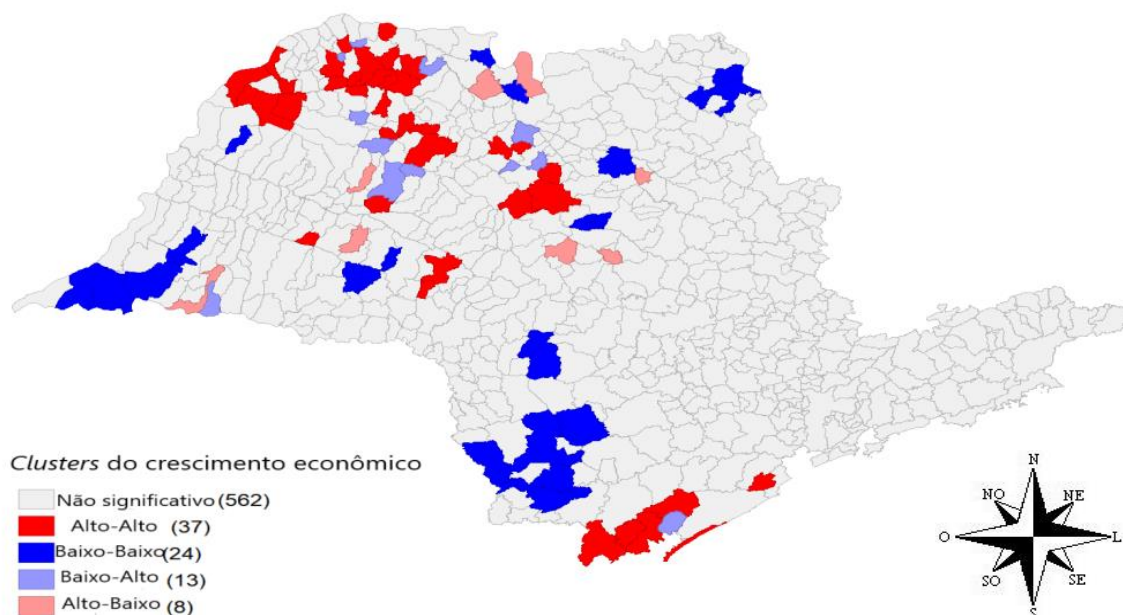 Clusters do crescimento econômico
Não significativo (562)
Alto-Alto (37)
Baixo-Baixo (24)
Baixo-Alto (13)
Alto-Baixo (8)
N
NO NE
O L
SO SE
S